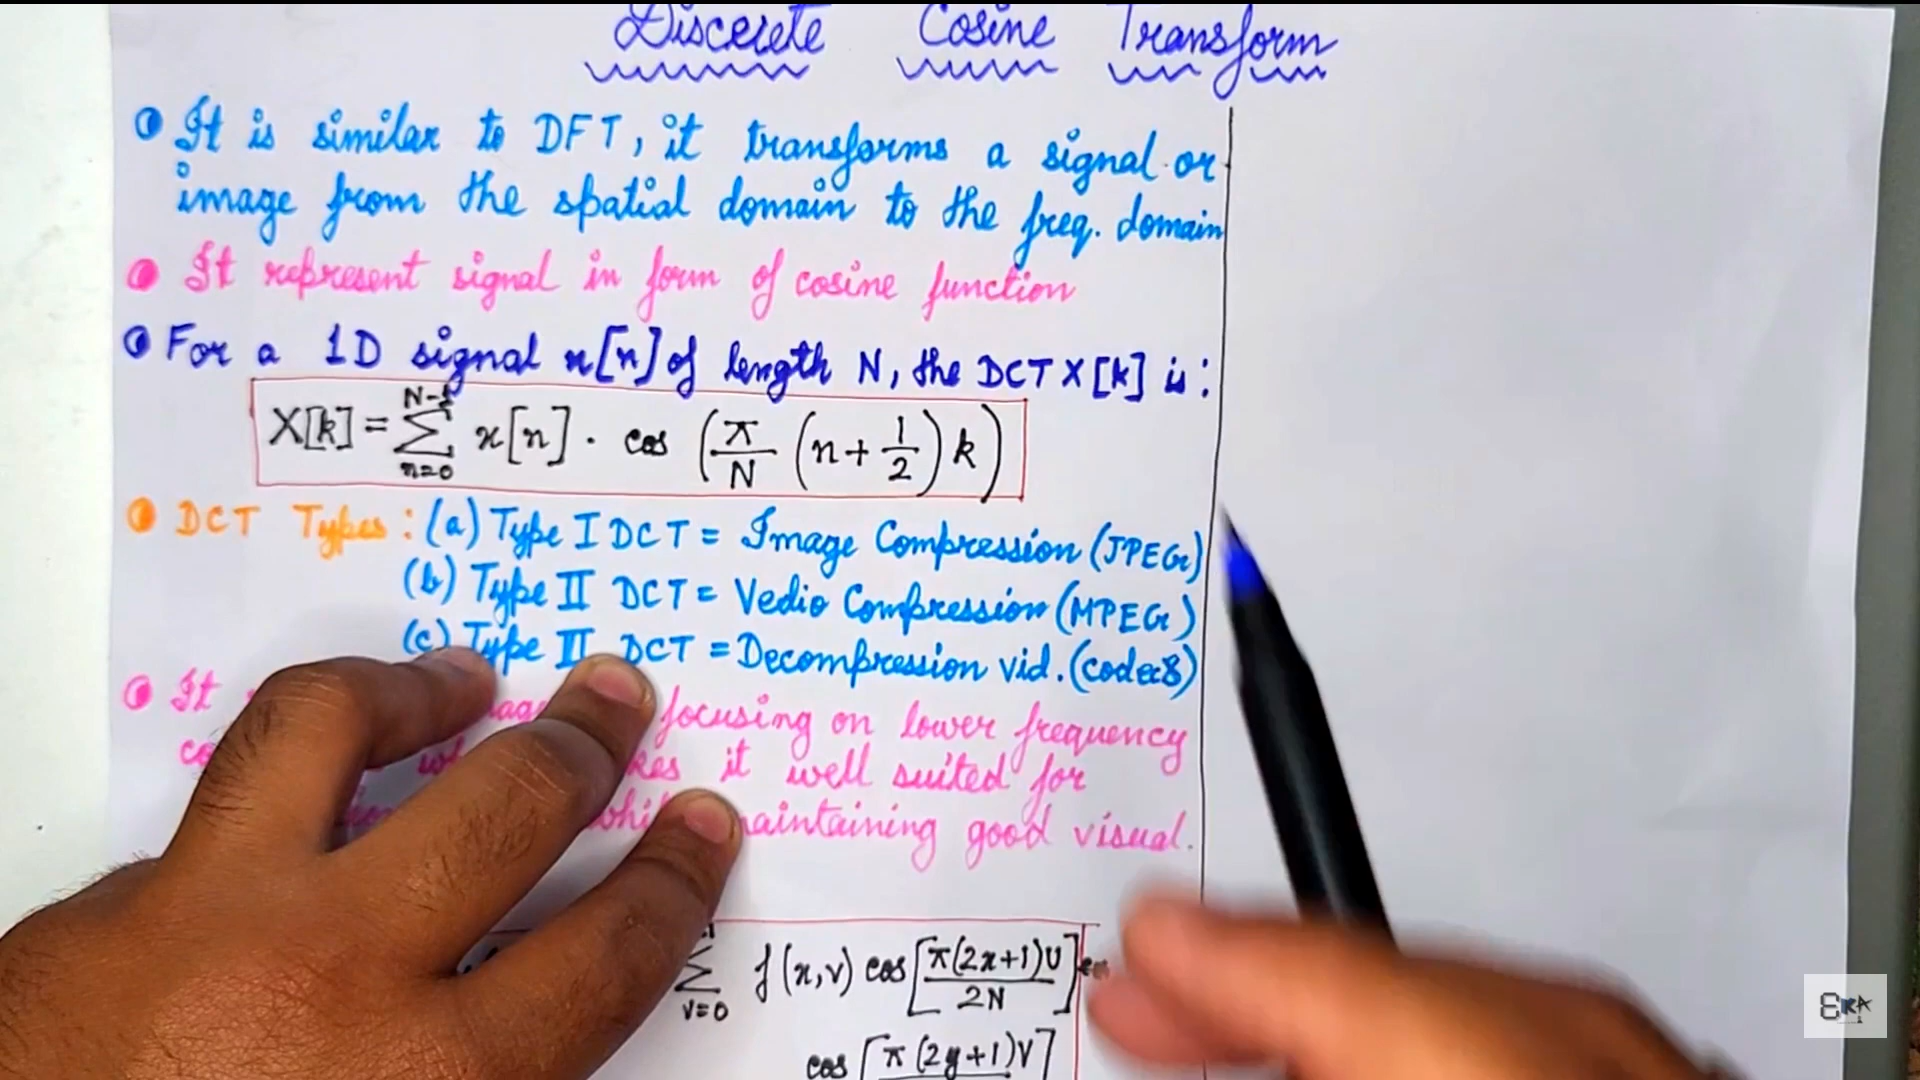 Discrete Cosine Transform
It is similar to DFT, it transforms a signal or
image from the spatial domain to the freq. domain
It represent signal in form of cosine function
For a 1D signal x[n] of length N, the DCT X[k] is:
X[k] = N-1 ∑ n=0 x[n] . cos (π/N (n+1/2) k)
DCT Types: (a) Type I DCT = Image Compression (JPEG)
(b) Type II DCT = Vedio Compression (MPEG)
(c) Type III DCT = Decompression vid. (codec8)
It focusing on lower frequency
it well suited for
maintaining good visual.
∑ v=0 f(x,v) cos [π(2x+1)U / 2N]
cos [π(2y+1)V]
EKA